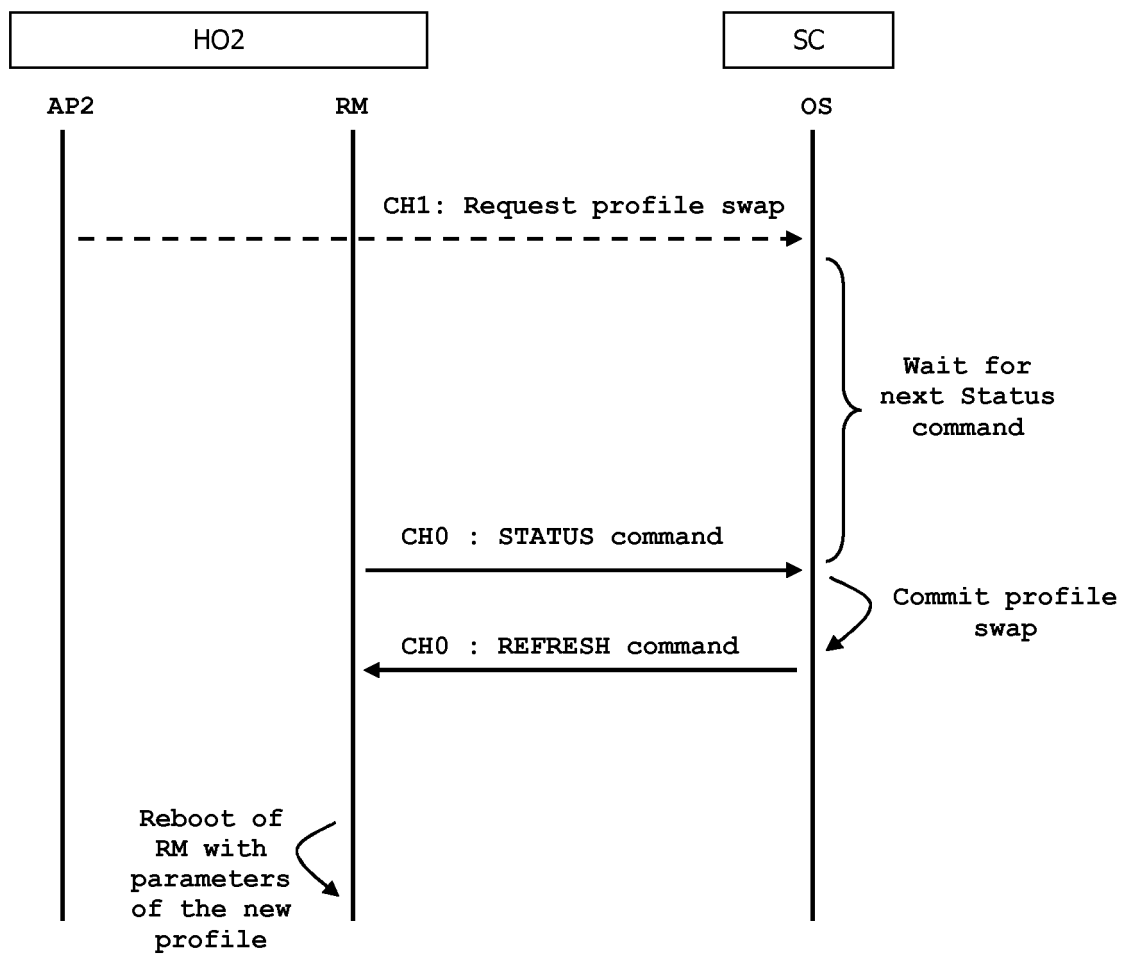 HO2
SC
AP2
RM
OS
CH1: Request profile swap
Wait for
next Status
command
CH0 : STATUS command
Commit profile
swap
CH0 : REFRESH command
Reboot of
RM with
parameters
of the new
profile